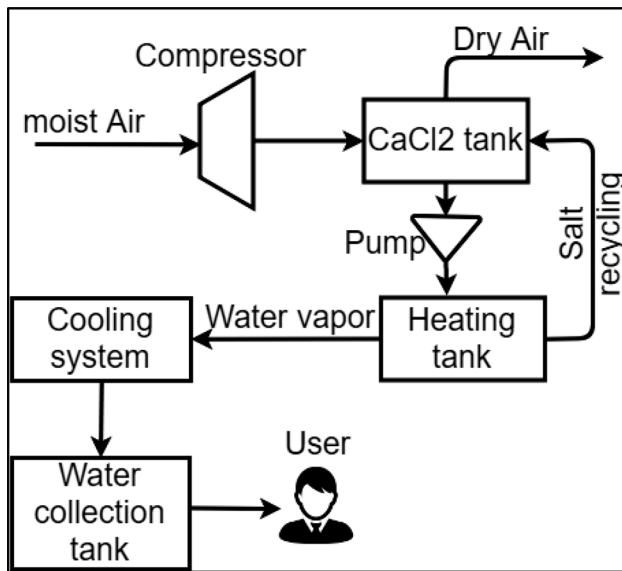 Dry Air
Compressor
moist Air
CaCl2 tank
Pump
Salt
recycling
Water vapor
Heating
tank
Cooling
system
User
Water
collection
tank